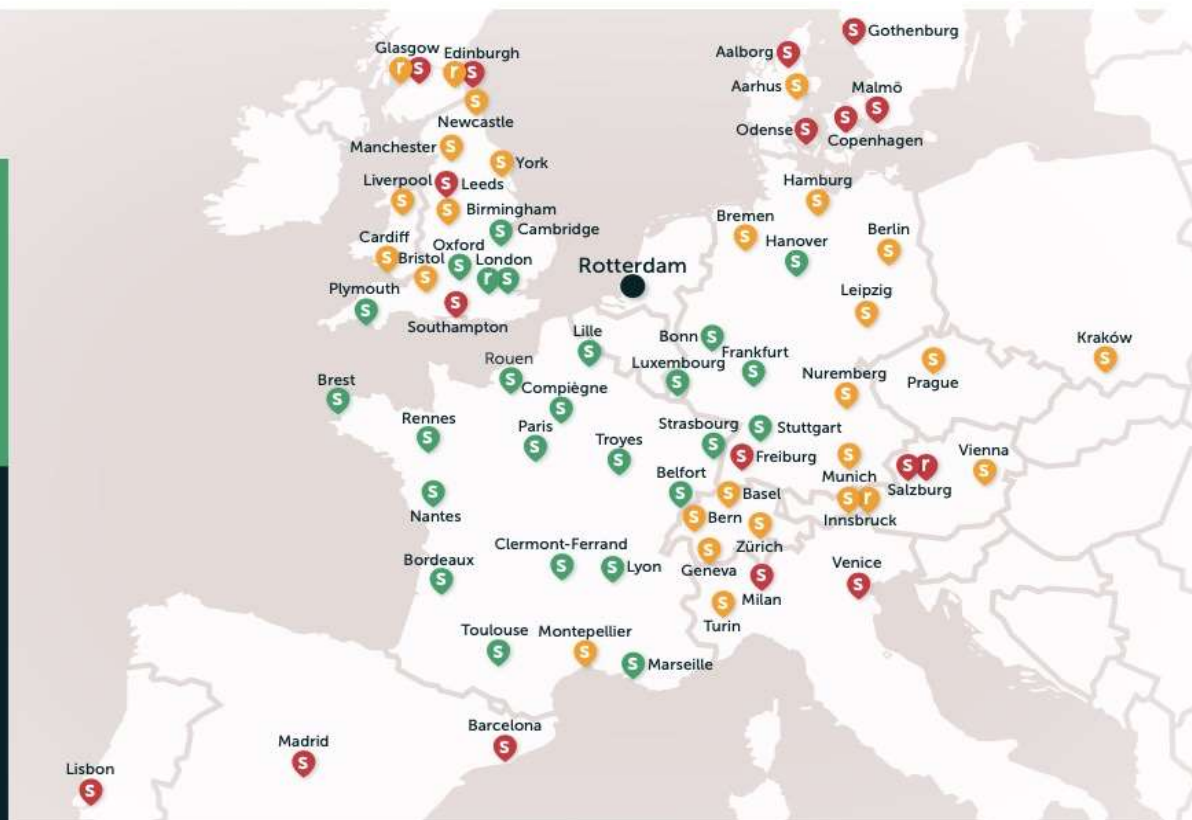 Gothenburg
Glasgow
r
s
Edinburgh
r
s
Aalborg
s
s
Aarhus
s
Malmö
s
Newcastle
s
Odense
s
Copenhagen
s
Manchester
s
York
s
Liverpool
s
Leeds
s
Hamburg
s
Birmingham
s
Cambridge
s
Bremen
s
Hanover
s
Berlin
s
Cardiff
s
Bristol
s
Oxford
s
London
r
s
Rotterdam
Plymouth
s
Southampton
s
Leipzig
s
Lille
s
Bonn
s
Kraków
s
Rouen
s
Luxembourg
s
Frankfurt
s
Prague
s
Brest
s
Compiègne
s
Nuremberg
s
Rennes
s
Paris
s
Troyes
s
Strasbourg
s
Stuttgart
s
Freiburg
s
Munich
s
Salzburg
s
r
Vienna
s
Nantes
s
Belfort
s
Basel
s
Innsbruck
s
r
Bern
s
Zürich
s
Clermont-Ferrand
s
Lyon
s
Geneva
s
Bordeaux
s
Milan
s
Venice
s
Turin
s
Toulouse
s
Montepellier
s
Marseille
s
Barcelona
s
Madrid
s
Lisbon
s